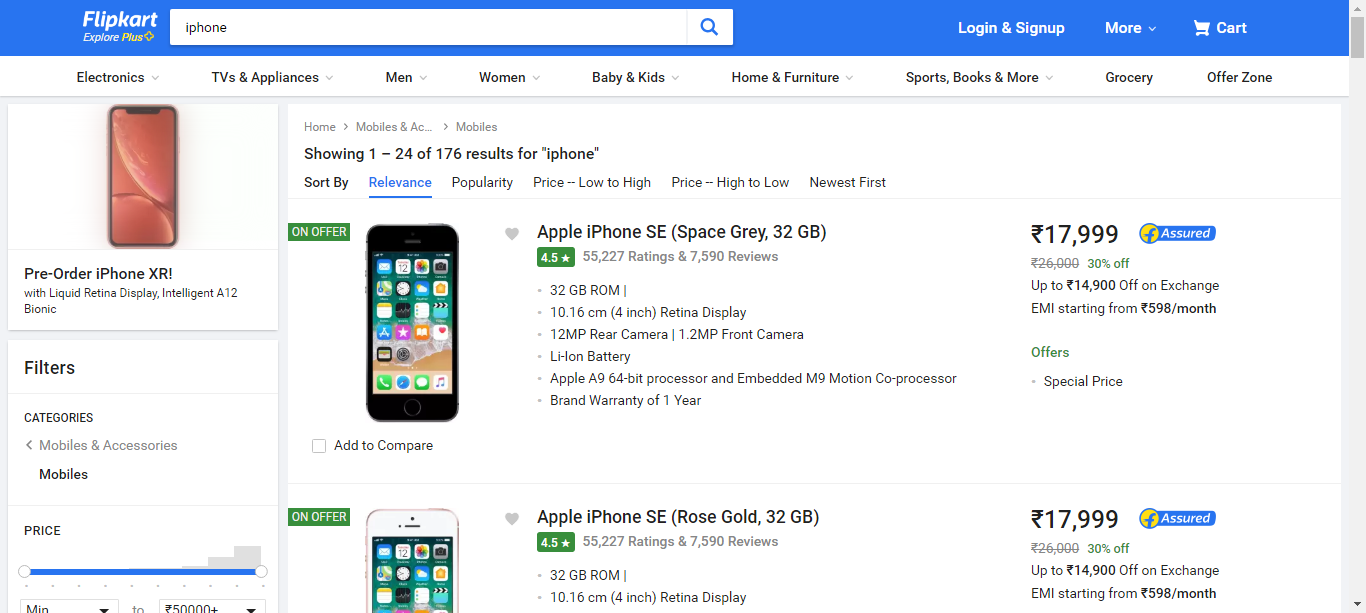 Flipkart
Explore Plus
iphone
Login & Signup
More
Cart
Electronics
TVs & Appliances
Men
Women
Baby & Kids
Home & Furniture
Sports, Books & More
Grocery
Offer Zone
Pre-Order iPhone XR!
with Liquid Retina Display, Intelligent A12
Bionic
Filters
CATEGORIES
Mobiles & Accessories
Mobiles
PRICE
Min
to
₹50000+
Home
Mobiles & Ac...
Mobiles
Showing 1 – 24 of 176 results for "iphone"
Sort By
Relevance
Popularity
Price -- Low to High
Price -- High to Low
Newest First
ON OFFER
Add to Compare
Apple iPhone SE (Space Grey, 32 GB)
4.5 ★ 55,227 Ratings & 7,590 Reviews
32 GB ROM |
10.16 cm (4 inch) Retina Display
12MP Rear Camera | 1.2MP Front Camera
Li-Ion Battery
Apple A9 64-bit processor and Embedded M9 Motion Co-processor
Brand Warranty of 1 Year
₹17,999
Assured
₹26,000 30% off
Up to ₹14,900 Off on Exchange
EMI starting from ₹598/month
Offers
Special Price
ON OFFER
Apple iPhone SE (Rose Gold, 32 GB)
4.5 ★ 55,227 Ratings & 7,590 Reviews
32 GB ROM |
10.16 cm (4 inch) Retina Display
₹17,999
Assured
₹26,000 30% off
Up to ₹14,900 Off on Exchange
EMI starting from ₹598/month